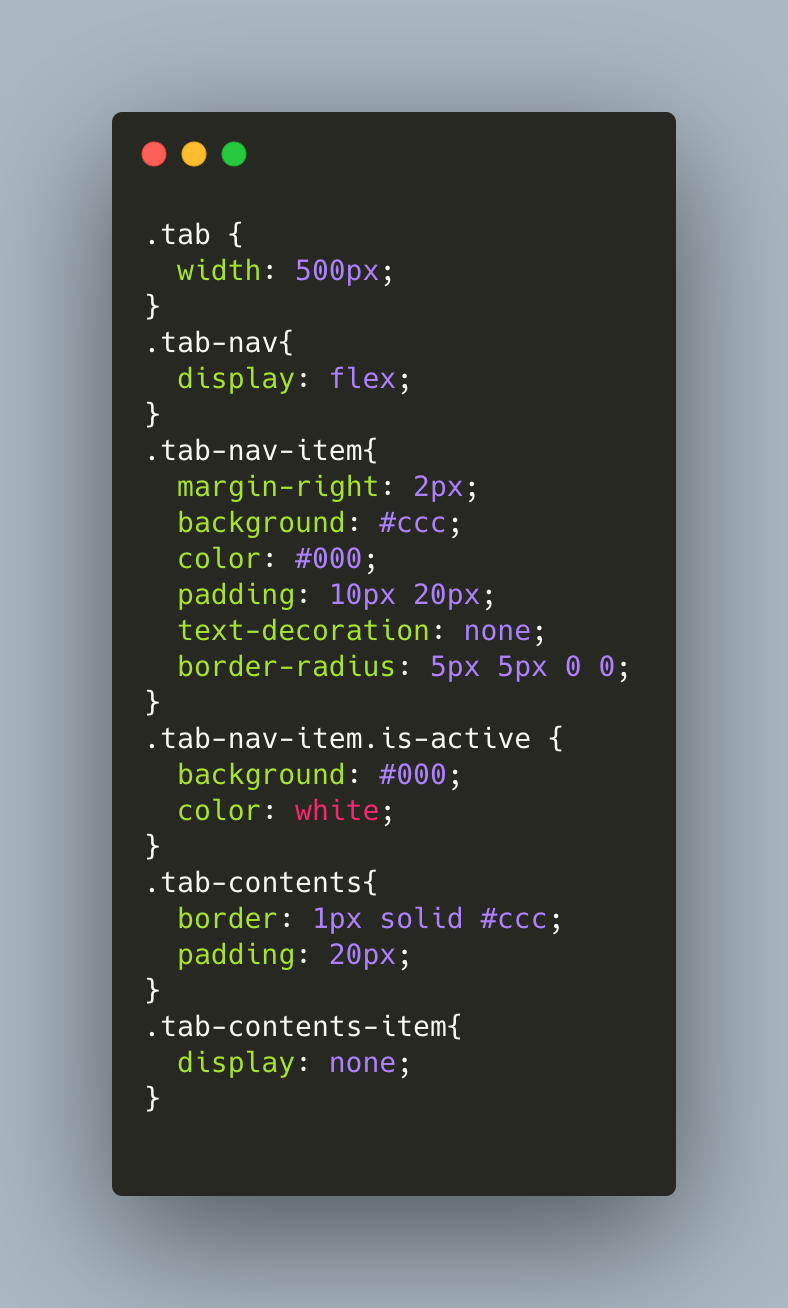 .tab {
  width: 500px;
}
.tab-nav{
  display: flex;
}
.tab-nav-item{
  margin-right: 2px;
  background: #ccc;
  color: #000;
  padding: 10px 20px;
  text-decoration: none;
  border-radius: 5px 5px 0 0;
}
.tab-nav-item.is-active {
  background: #000;
  color: white;
}
.tab-contents{
  border: 1px solid #ccc;
  padding: 20px;
}
.tab-contents-item{
  display: none;
}